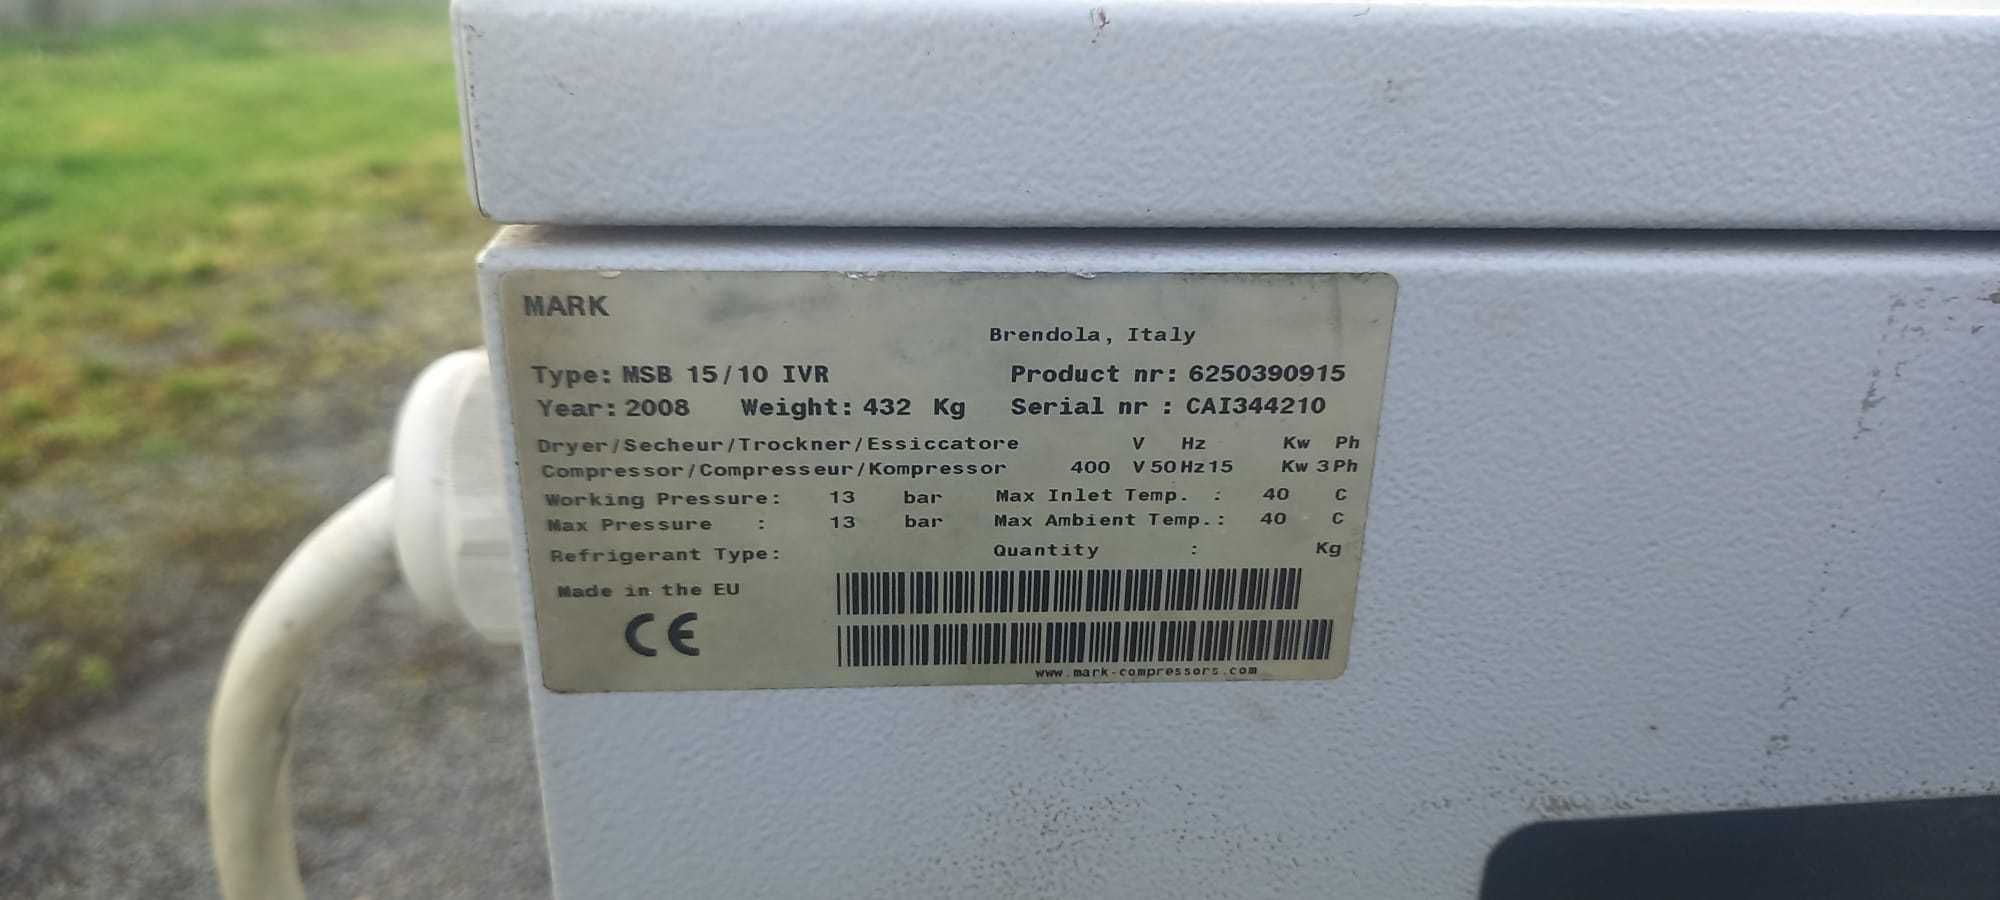 MARK
Brendola, Italy
Type: MSB 15/10 IVR Product nr: 6250390915
Year: 2008 Weight: 432 Kg Serial nr : CAI344210
Dryer/Secheur/Trockner/Essiccatore V Hz Kw Ph
Compressor/Compresseur/Kompressor 400 V 50 Hz 15 Kw 3 Ph
Working Pressure: 13 bar Max Inlet Temp. : 40 C
Max Pressure : 13 bar Max Ambient Temp.: 40 C
Refrigerant Type: Quantity : Kg
Made in the EU
CE
www.mark-compressors.com